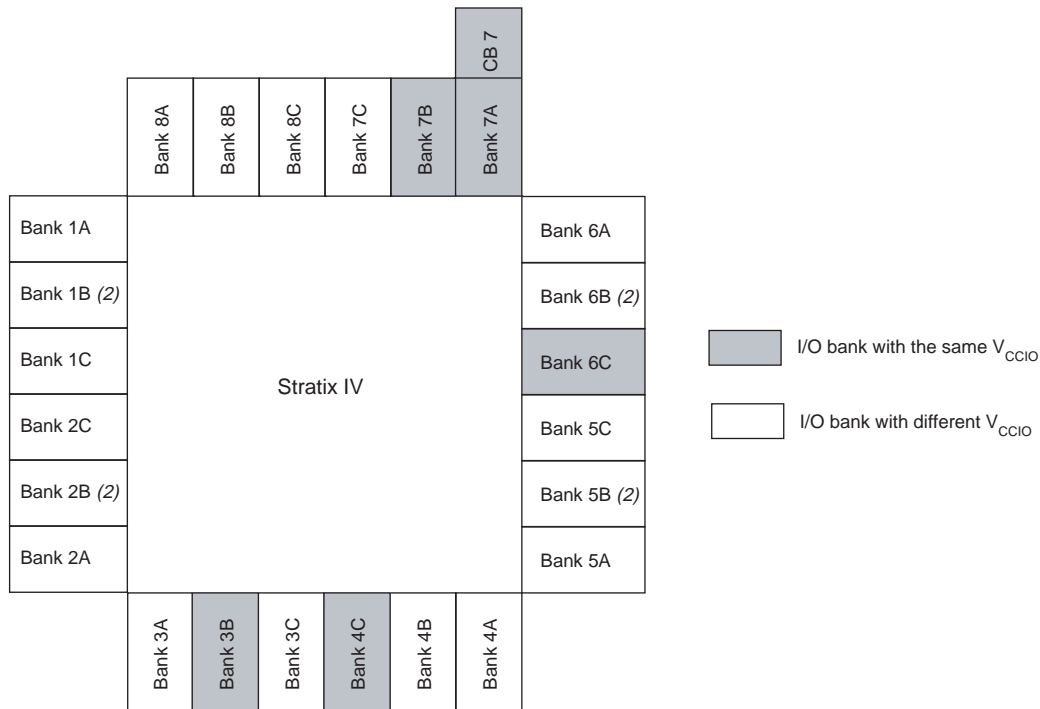 CB 7
Bank 8A
Bank 8B
Bank 8C
Bank 7C
Bank 7B
Bank 7A
Bank 1A
Bank 1B (2)
Bank 1C
Bank 2C
Bank 2B (2)
Bank 2A
Stratix IV
Bank 6A
Bank 6B (2)
Bank 6C
Bank 5C
Bank 5B (2)
Bank 5A
I/O bank with the same VCCIO
I/O bank with different VCCIO
Bank 3A
Bank 3B
Bank 3C
Bank 4C
Bank 4B
Bank 4A